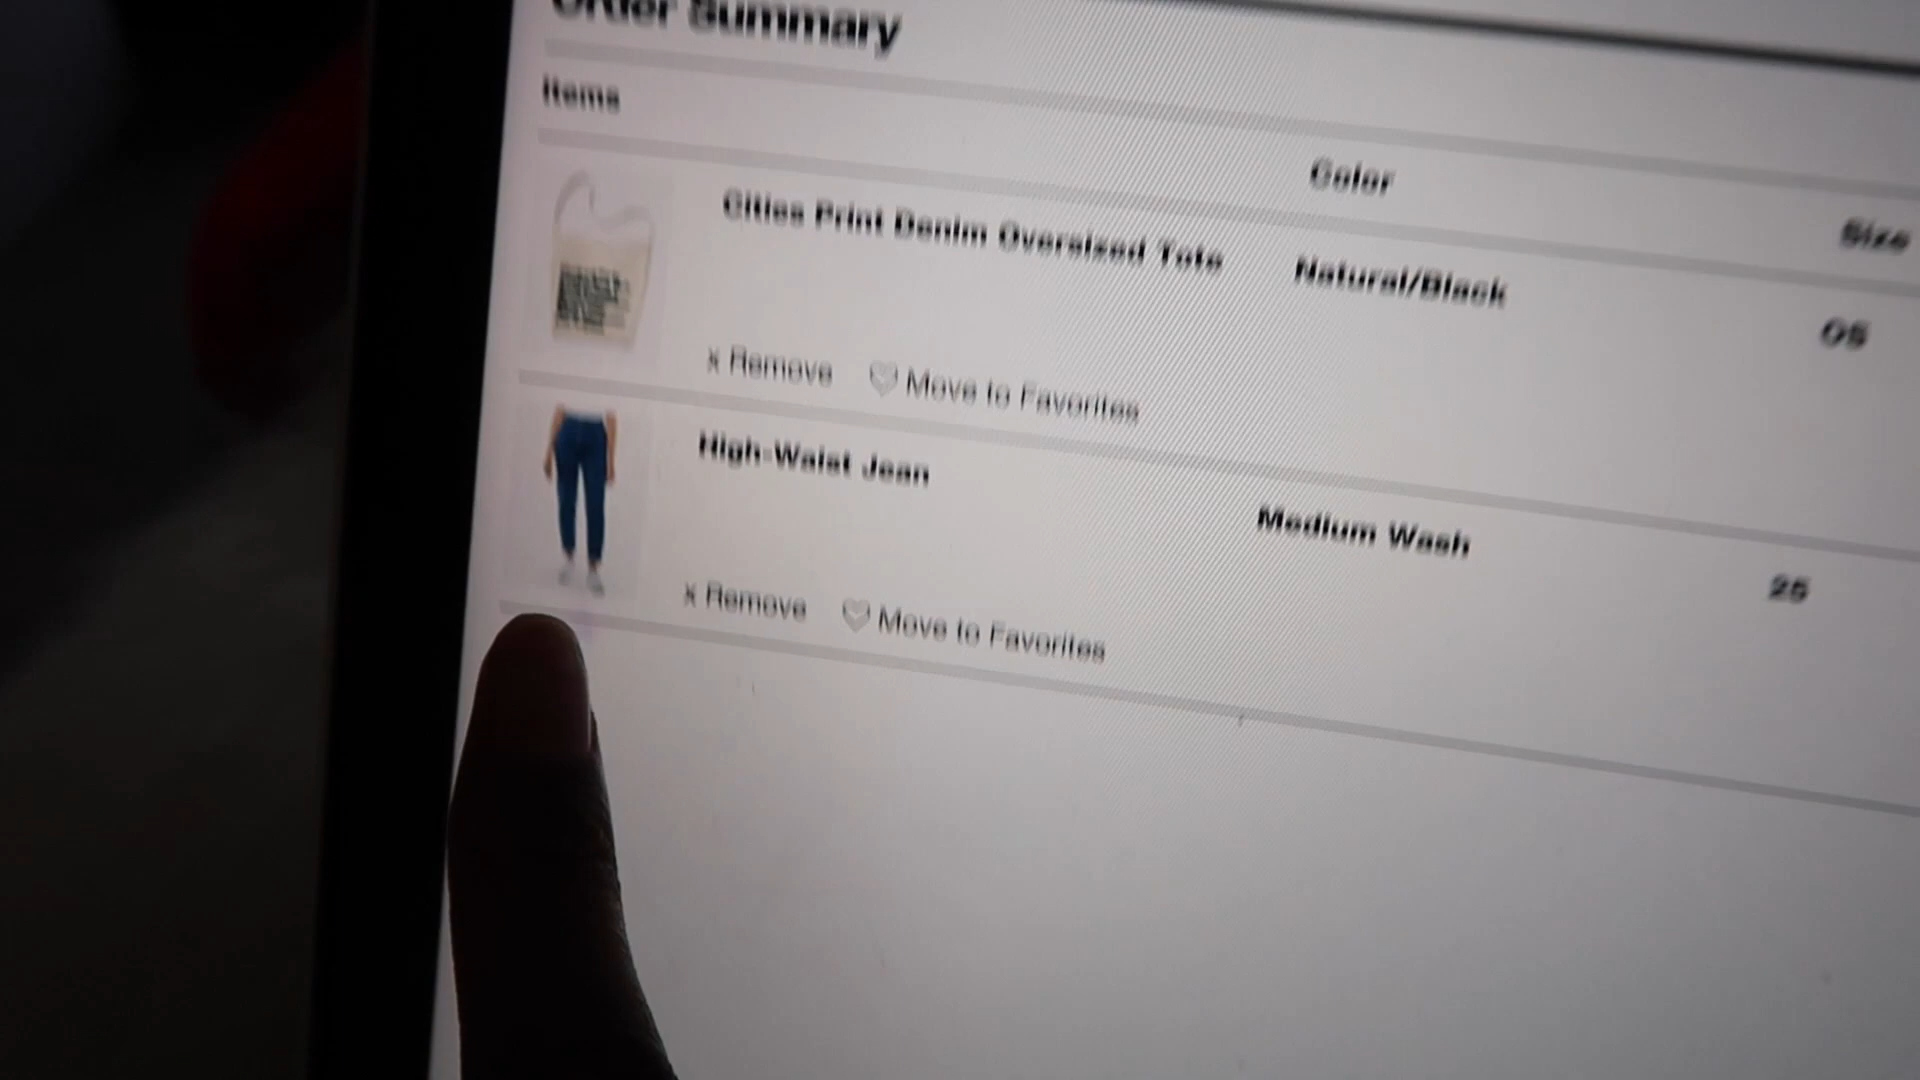 Order Summary
Items
Color
Size
Cities Print Denim Oversized Tote
Natural/Black
OS
x Remove
Move to Favorites
High-Waist Jean
Medium Wash
25
x Remove
Move to Favorites